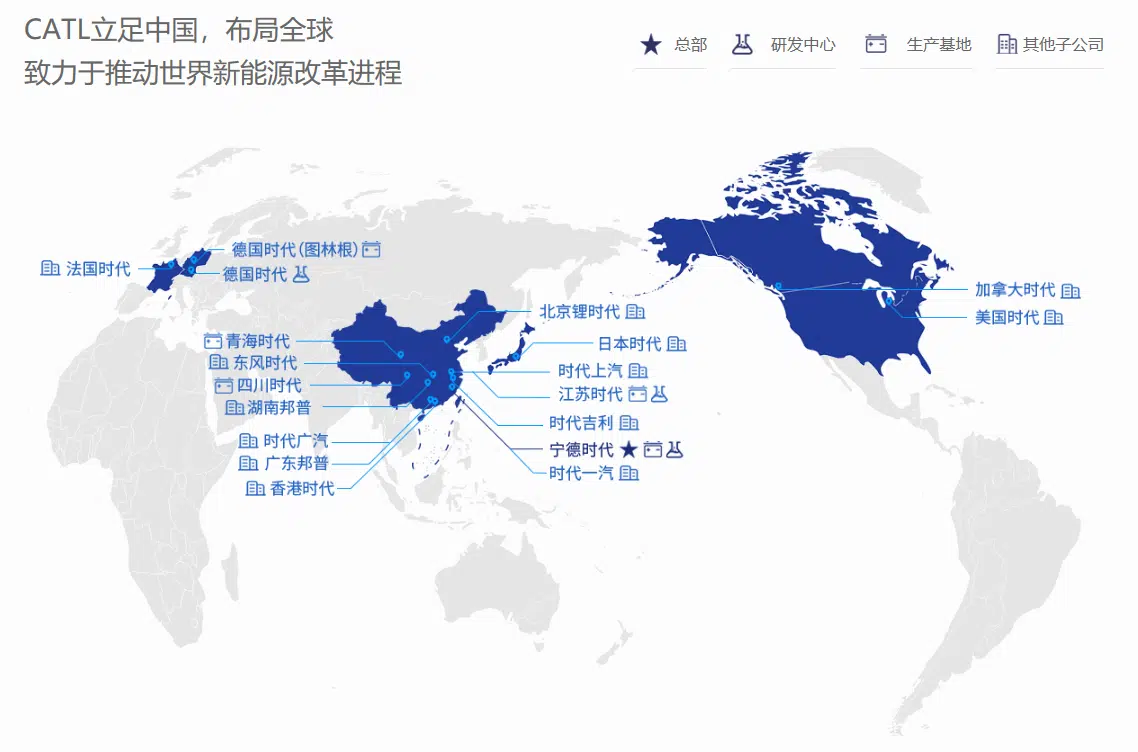 CATL立足中国，布局全球
致力于推动世界新能源改革进程
总部 研发中心 生产基地 其他子公司
德国时代(图林根)
法国时代
德国时代
加拿大时代
北京锂时代
美国时代
青海时代
日本时代
东风时代
时代上汽
四川时代
江苏时代
湖南邦普
时代吉利
时代广汽
宁德时代
广东邦普
时代一汽
香港时代